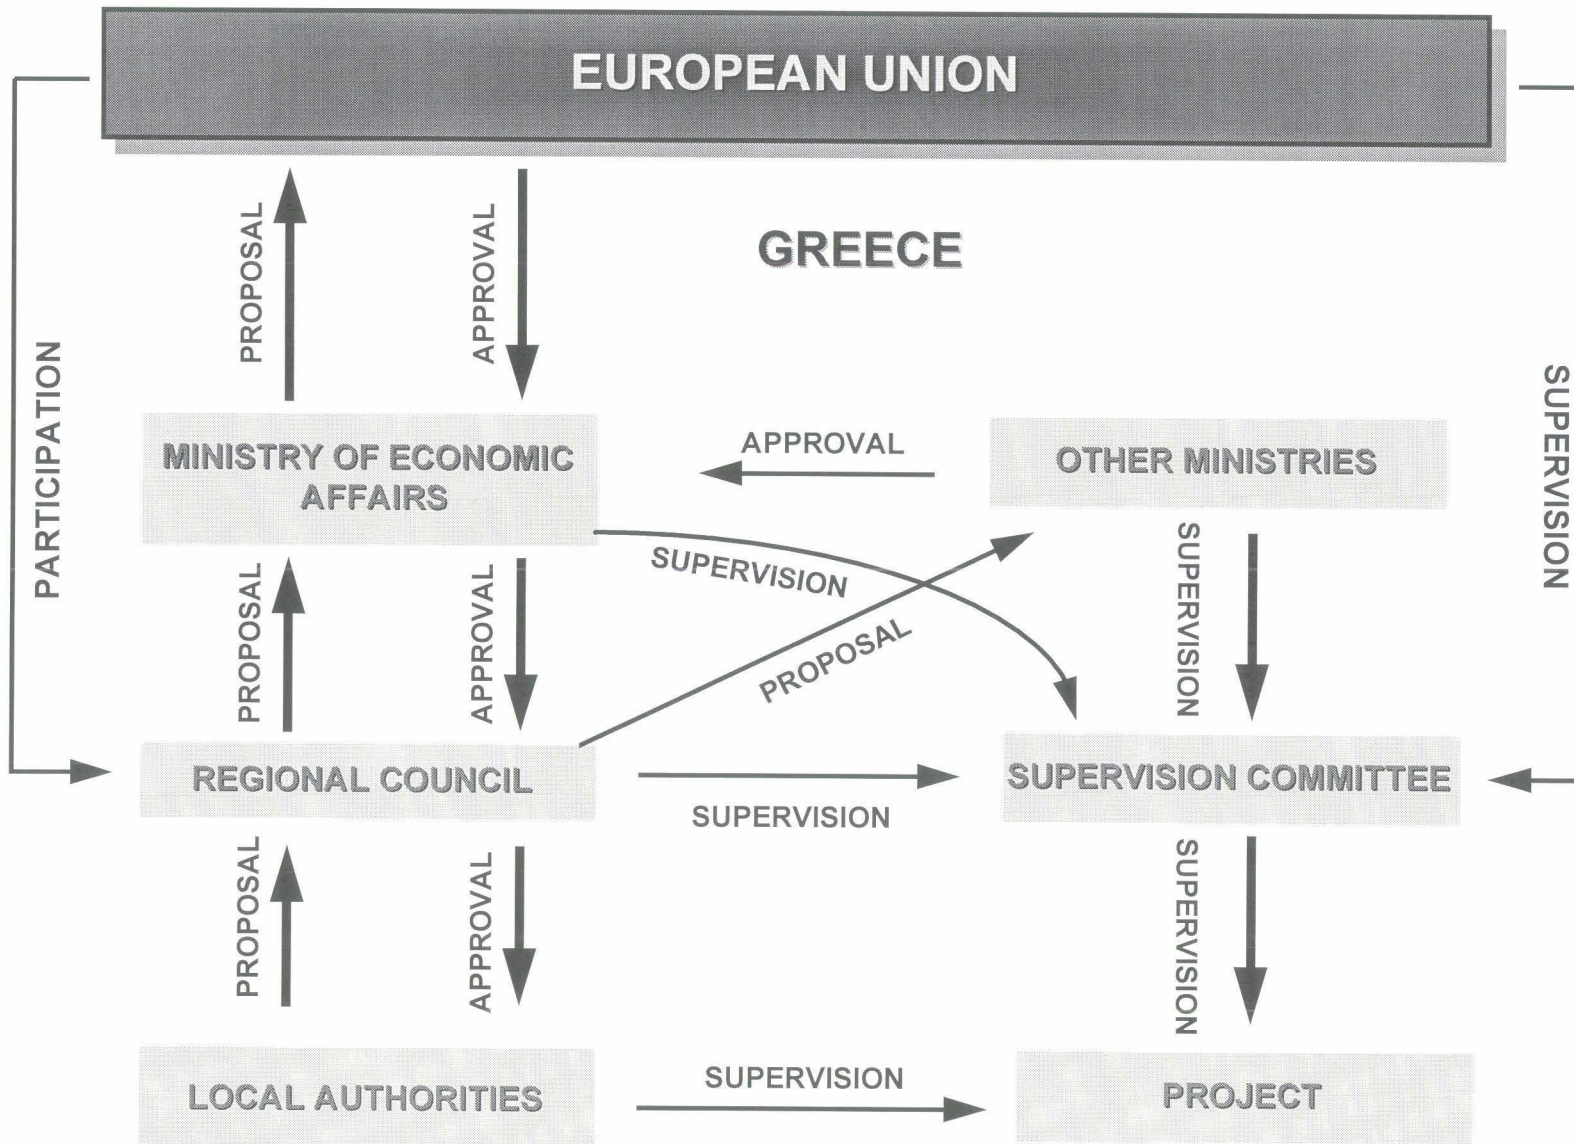 EUROPEAN UNION
PROPOSAL
APPROVAL
GREECE
PARTICIPATION
SUPERVISION
MINISTRY OF ECONOMIC
AFFAIRS
APPROVAL
OTHER MINISTRIES
SUPERVISION
PROPOSAL
PROPOSAL
APPROVAL
SUPERVISION
REGIONAL COUNCIL
SUPERVISION
SUPERVISION COMMITTEE
PROPOSAL
APPROVAL
SUPERVISION
LOCAL AUTHORITIES
SUPERVISION
PROJECT